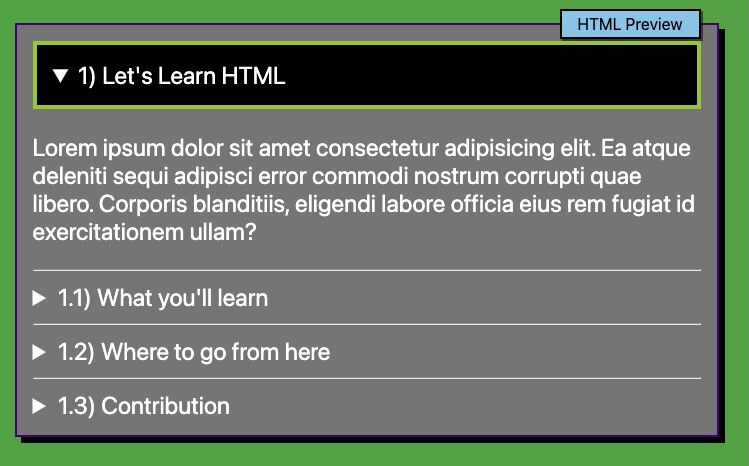 HTML Preview
1) Let's Learn HTML
Lorem ipsum dolor sit amet consectetur adipisicing elit. Ea atque
deleniti sequi adipisci error commodi nostrum corrupti quae
libero. Corporis blanditiis, eligendi labore officia eius rem fugiat id
exercitationem ullam?
1.1) What you'll learn
1.2) Where to go from here
1.3) Contribution